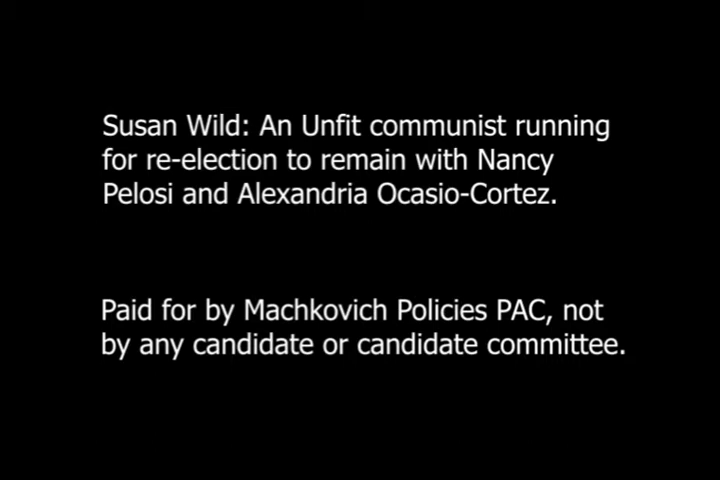 Susan Wild: An Unfit communist running
for re-election to remain with Nancy
Pelosi and Alexandria Ocasio-Cortez.
Paid for by Machkovich Policies PAC, not
by any candidate or candidate committee.